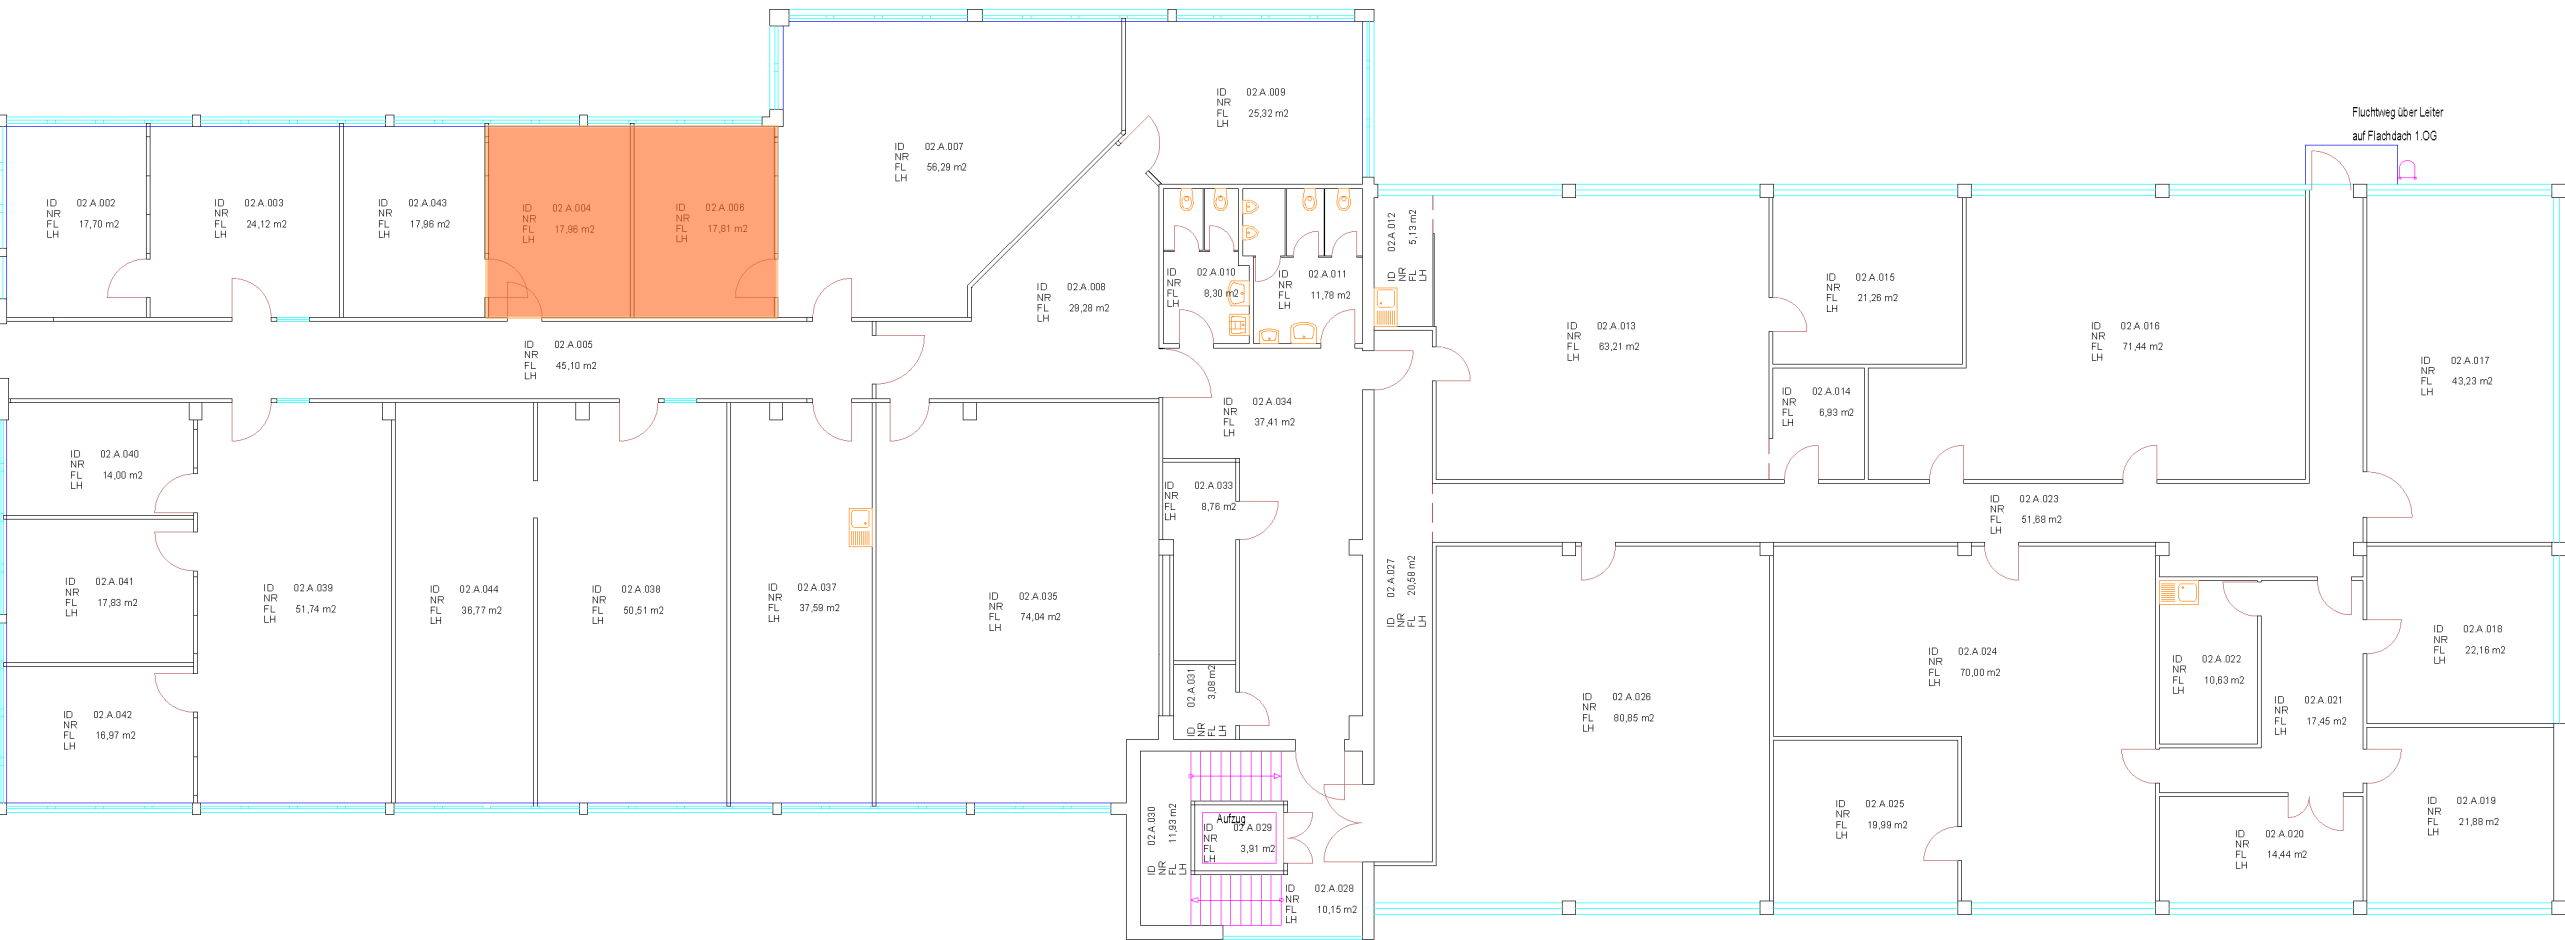 Fluchtweg über Leiter
auf Flachdach 1.OG
ID 02.A.002
NR
FL 17,70 m2
LH
ID 02.A.003
NR
FL 24,12 m2
LH
ID 02.A.043
NR
FL 17,96 m2
LH
ID 02.A.004
NR
FL 17,96 m2
LH
ID 02.A.006
NR
FL 17,81 m2
LH
ID 02.A.007
NR
FL 56,29 m2
LH
ID 02.A.009
NR
FL 25,32 m2
LH
ID 02.A.008
NR
FL 29,28 m2
LH
ID 02.A.010
NR
FL 8,30 m2
LH
ID 02.A.011
NR
FL 11,78 m2
LH
ID 02.A.012
NR
FL 5,13 m2
LH
ID 02.A.013
NR
FL 63,21 m2
LH
ID 02.A.015
NR
FL 21,26 m2
LH
ID 02.A.016
NR
FL 71,44 m2
LH
ID 02.A.017
NR
FL 43,23 m2
LH
ID 02.A.005
NR
FL 45,10 m2
LH
ID 02.A.034
NR
FL 37,41 m2
LH
ID 02.A.014
NR
FL 6,93 m2
LH
ID 02.A.040
NR
FL 14,00 m2
LH
ID 02.A.033
NR
FL 8,76 m2
LH
ID 02.A.023
NR
FL 51,68 m2
LH
ID 02.A.041
NR
FL 17,83 m2
LH
ID 02.A.039
NR
FL 51,74 m2
LH
ID 02.A.044
NR
FL 36,77 m2
LH
ID 02.A.038
NR
FL 50,51 m2
LH
ID 02.A.037
NR
FL 37,59 m2
LH
ID 02.A.035
NR
FL 74,04 m2
LH
ID 02.A.027
NR
FL 20,58 m2
LH
ID 02.A.018
NR
FL 22,16 m2
LH
ID 02.A.024
NR
FL 70,00 m2
LH
ID 02.A.022
NR
FL 10,63 m2
LH
ID 02.A.042
NR
FL 16,97 m2
LH
ID 02.A.031
NR
FL 3,08 m2
LH
ID 02.A.026
NR
FL 80,85 m2
LH
ID 02.A.021
NR
FL 17,45 m2
LH
ID 02.A.030
NR
FL 11,93 m2
LH
Aufzug
ID 02.A.029
NR
FL 3,91 m2
LH
ID 02.A.025
NR
FL 19,99 m2
LH
ID 02.A.020
NR
FL 14,44 m2
LH
ID 02.A.019
NR
FL 21,88 m2
LH
ID 02.A.028
NR
FL 10,15 m2
LH